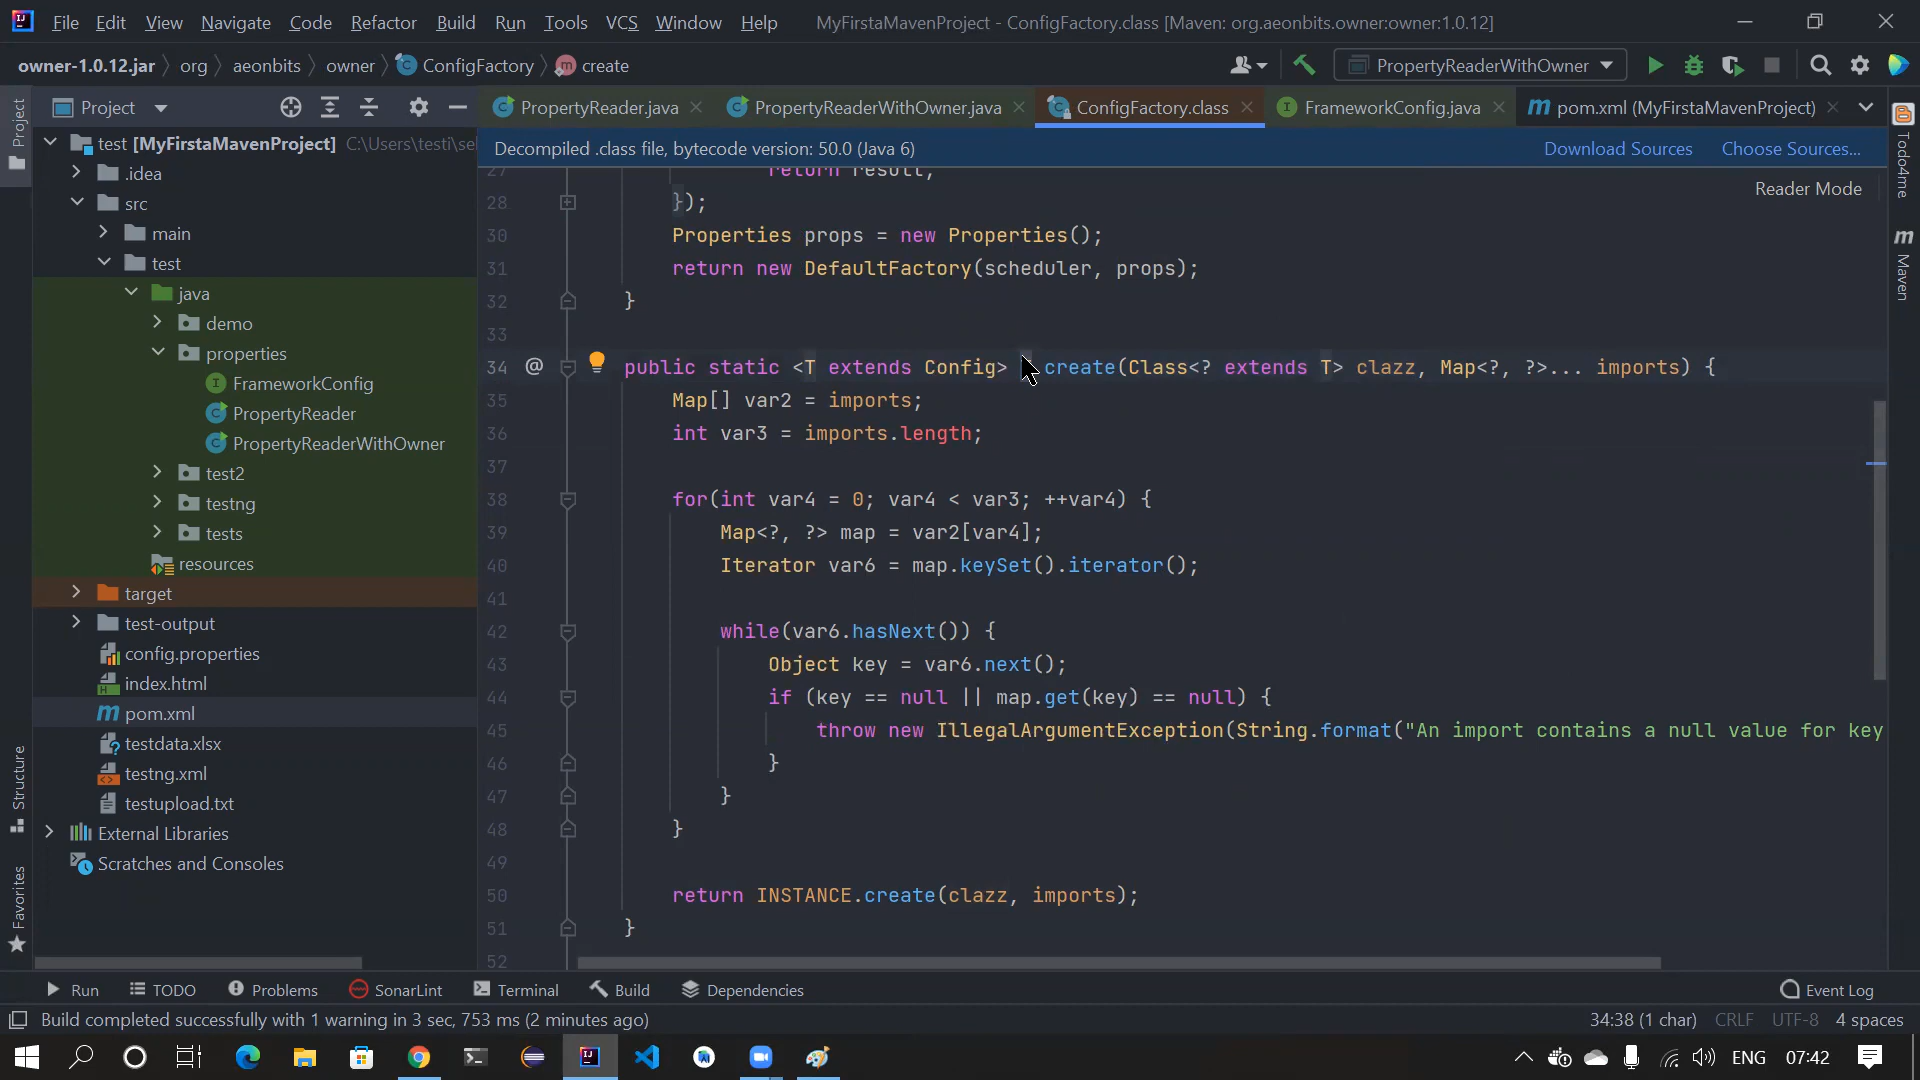 File Edit View Navigate Code Refactor Build Run Tools VCS Window Help MyFirstaMavenProject - ConfigFactory.class [Maven: org.aeonbits.owner:owner:1.0.12]
owner-1.0.12.jar org aeonbits owner ConfigFactory create PropertyReaderWithOwner
Project PropertyReader.java PropertyReaderWithOwner.java ConfigFactory.class FrameworkConfig.java pom.xml (MyFirstaMavenProject)
Decompiled .class file, bytecode version: 50.0 (Java 6) Download Sources Choose Sources...
Reader Mode
Project
test [MyFirstaMavenProject] C:\Users\testi\se
.idea
src
main
test
java
demo
properties
FrameworkConfig
PropertyReader
PropertyReaderWithOwner
test2
testng
tests
resources
target
test-output
config.properties
index.html
pom.xml
testdata.xlsx
testng.xml
testupload.txt
External Libraries
Scratches and Consoles
Structure
Favorites
27 return result;
28 });
30 Properties props = new Properties();
31 return new DefaultFactory(scheduler, props);
32 }
33
34 @ public static <T extends Config> create(Class<? extends T> clazz, Map<?, ?>... imports) {
35 Map[] var2 = imports;
36 int var3 = imports.length;
37
38 for(int var4 = 0; var4 < var3; ++var4) {
39 Map<?, ?> map = var2[var4];
40 Iterator var6 = map.keySet().iterator();
41
42 while(var6.hasNext()) {
43 Object key = var6.next();
44 if (key == null || map.get(key) == null) {
45 throw new IllegalArgumentException(String.format("An import contains a null value for key
46 }
47 }
48 }
49
50 return INSTANCE.create(clazz, imports);
51 }
52
Todo4me
m Maven
Run TODO Problems SonarLint Terminal Build Dependencies Event Log
Build completed successfully with 1 warning in 3 sec, 753 ms (2 minutes ago) 34:38 (1 char) CRLF UTF-8 4 spaces
ENG 07:42